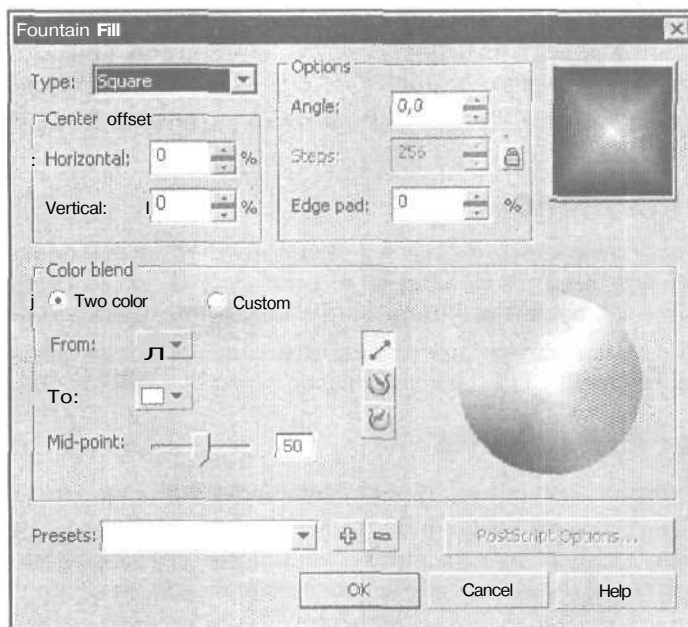 Fountain Fill
Type: Square
Center offset
: Horizontal: 0 %
Vertical: 0 %
Options
Angle: 0,0
Steps: 256
Edge pad: 0 %
Color blend
j Two color Custom
From: л
To:
Mid-point: 50
Presets:
PostScript Options...
OK Cancel Help